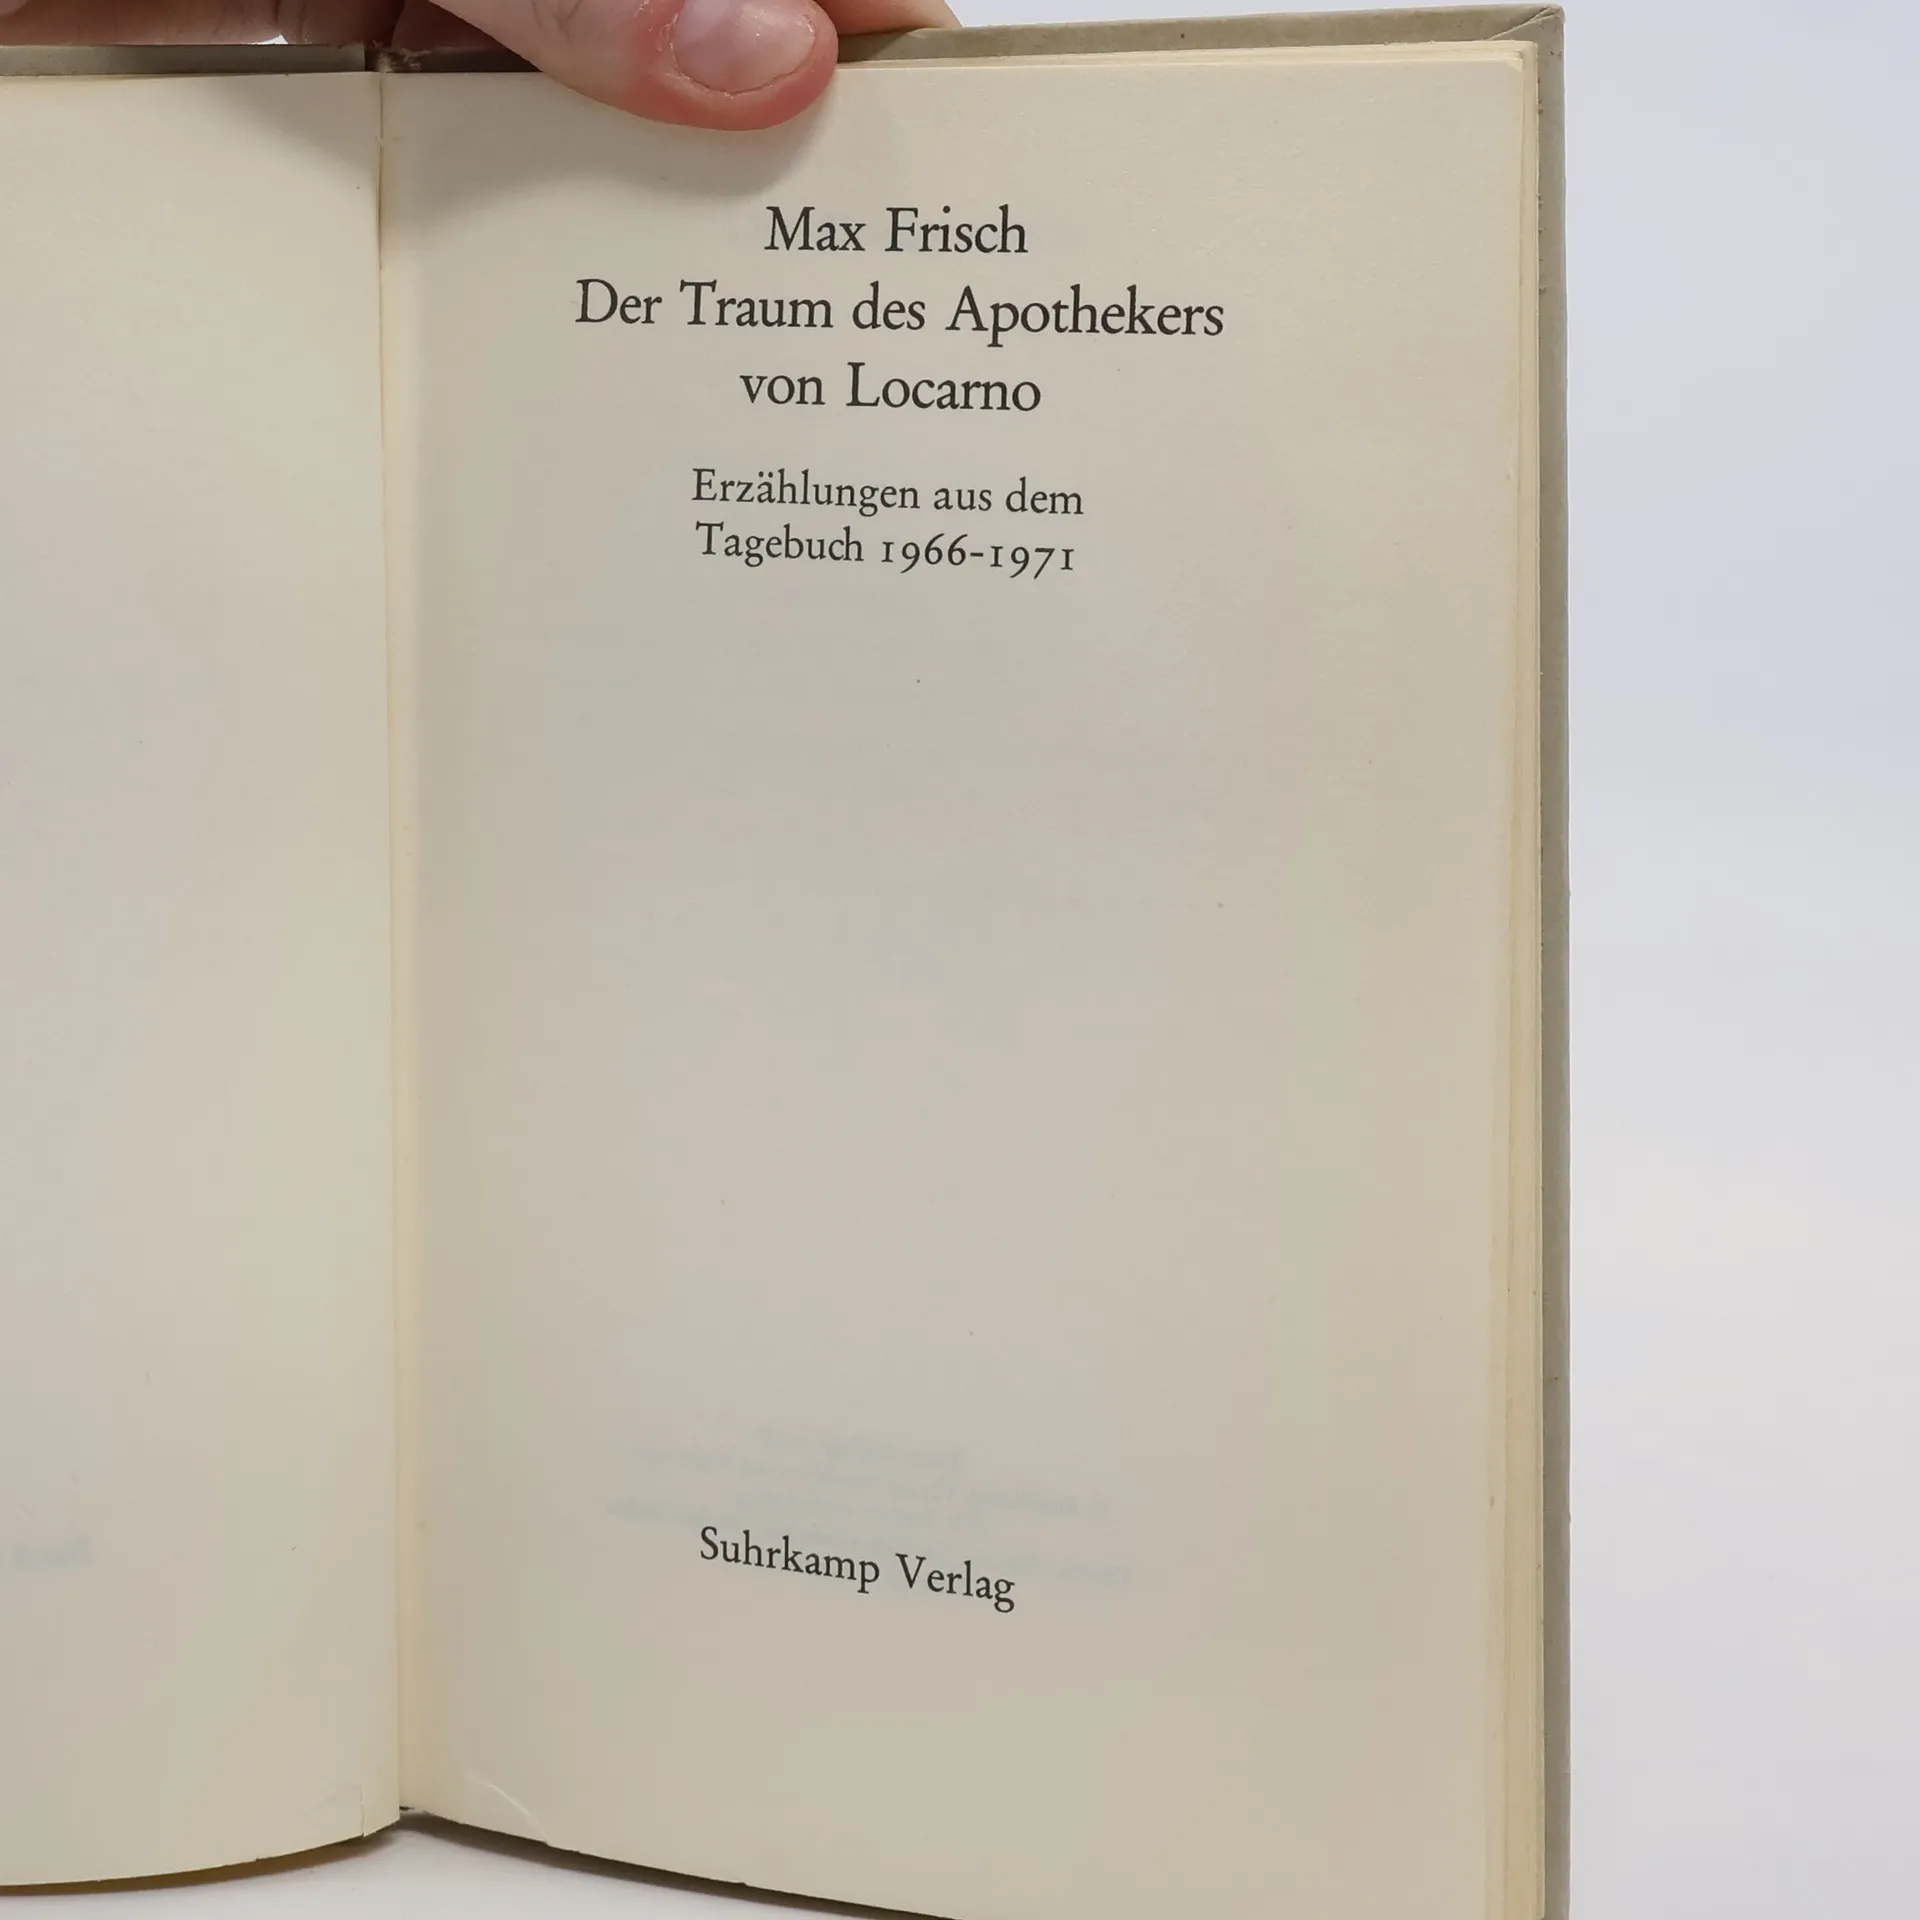 Max Frisch
Der Traum des Apothekers
von Locarno
Erzählungen aus dem
Tagebuch 1966-1971
Suhrkamp Verlag